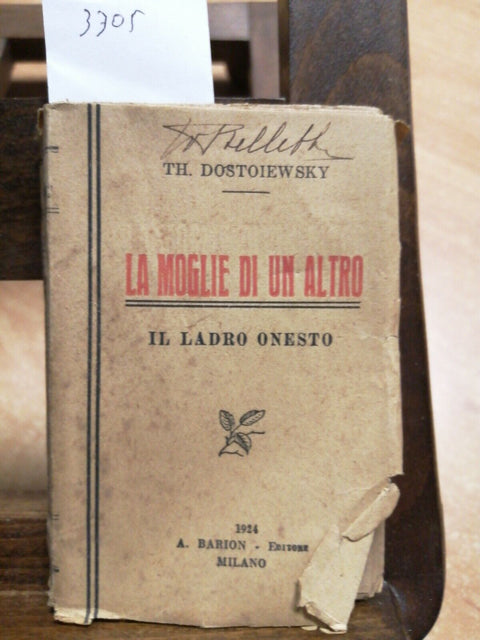 3705
TH. DOSTOIEWSKY
LA MOGLIE DI UN ALTRO
IL LADRO ONESTO
1924
A. BARION - EDITORE
MILANO